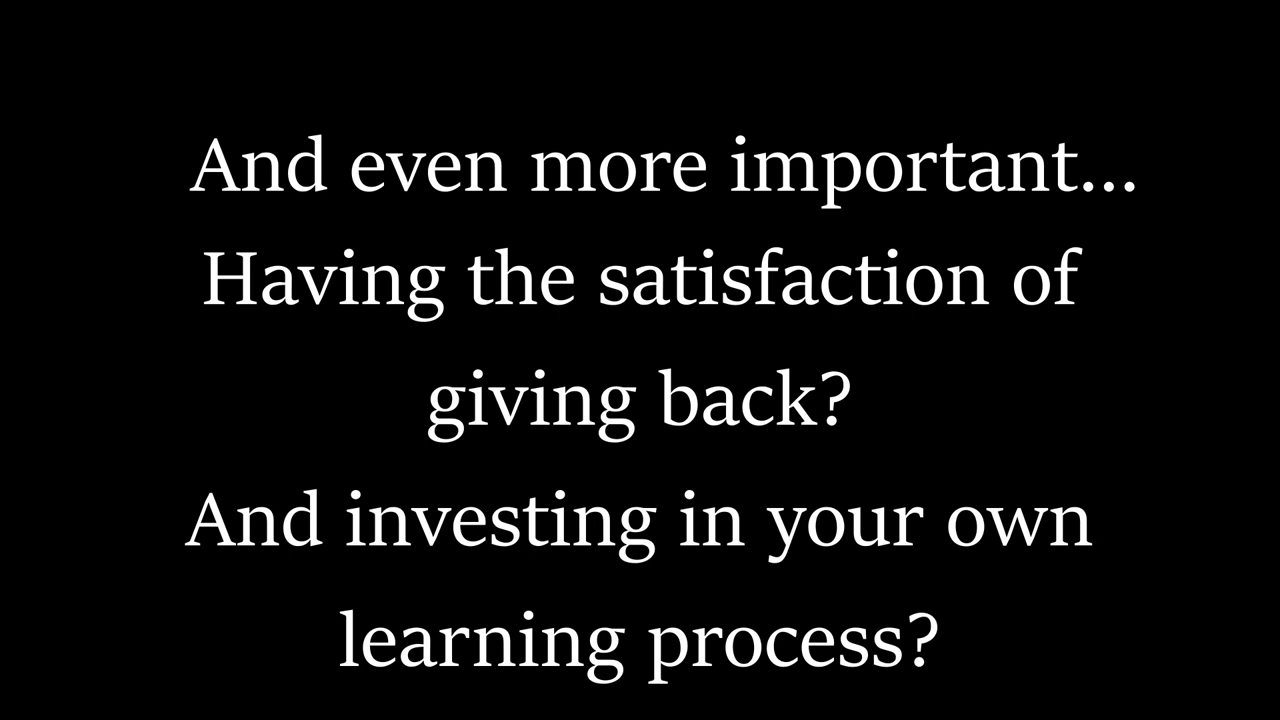 And even more important...
Having the satisfaction of
giving back?
And investing in your own
learning process?